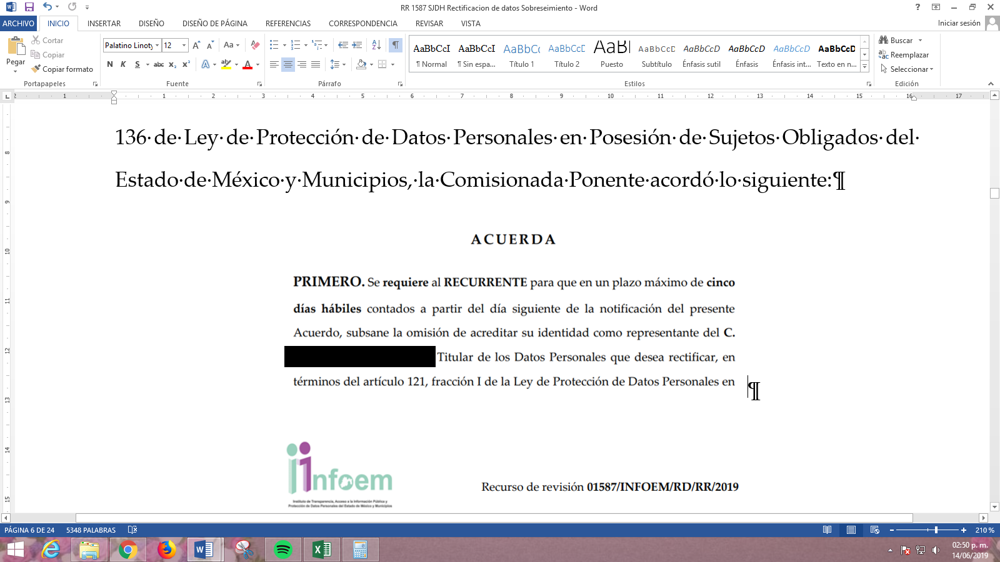 RR 1587 SJDH Rectificacion de datos Sobreseimiento - Word
ARCHIVO INICIO INSERTAR DISEÑO DISEÑO DE PÁGINA REFERENCIAS CORRESPONDENCIA REVISAR VISTA Iniciar sesión
Pegar
Cortar
Copiar
Copiar formato
Portapapeles
Palatino Linoty 12
N K S abc x₂ x²
Fuente
Párrafo
AaBbCcI AaBbCcI AaBbCc AaBbCcD AaBl AaBbCcD AaBbCcD AaBbCcD AaBbCcD AaBbCcD
¶ Normal ¶ Sin espa... Título 1 Título 2 Puesto Subtítulo Énfasis sutil Énfasis Énfasis int... Texto en n...
Estilos
Buscar
Reemplazar
Seleccionar
Edición
2 1 1 2 3 4 5 6 7 8 9 10 11 12 13 14 15 16 17
8
9
10
11
12
13
14
15
136· de· Ley· de· Protección· de· Datos· Personales· en· Posesión· de· Sujetos· Obligados· del·
Estado·de·México·y·Municipios,·la·Comisionada·Ponente·acordó·lo·siguiente:¶
ACUERDA
PRIMERO. Se requiere al RECURRENTE para que en un plazo máximo de cinco
días hábiles contados a partir del día siguiente de la notificación del presente
Acuerdo, subsane la omisión de acreditar su identidad como representante del C.
Titular de los Datos Personales que desea rectificar, en
términos del artículo 121, fracción I de la Ley de Protección de Datos Personales en
¶
infoem
Instituto de Transparencia, Acceso a la Información Pública y
Protección de Datos Personales del Estado de México y Municipios
Recurso de revisión 01587/INFOEM/RD/RR/2019
PÁGINA 6 DE 24 5348 PALABRAS 210 %
02:50 p. m.
14/06/2019